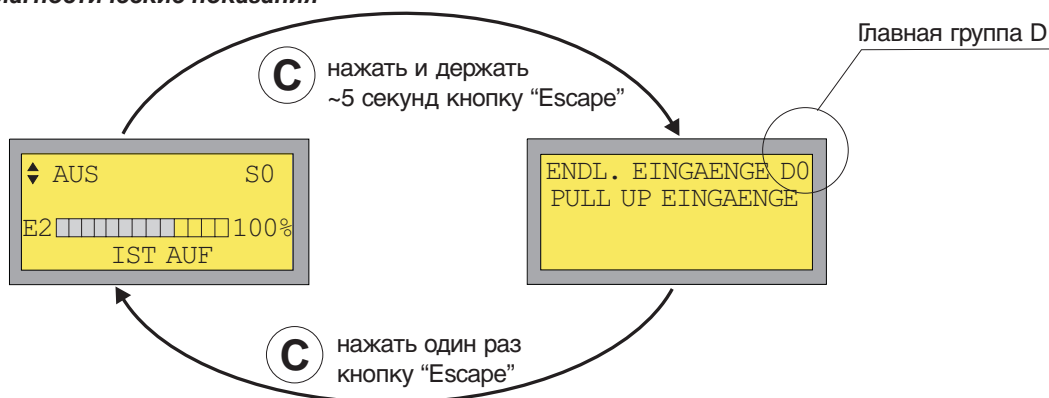 Главная группа D
C
нажать и держать
~5 секунд кнопку “Escape”
AUS S0
E2 100%
IST AUF
ENDL. EINGAENGE D0
PULL UP EINGAENGE
C
нажать один раз
кнопку “Escape”